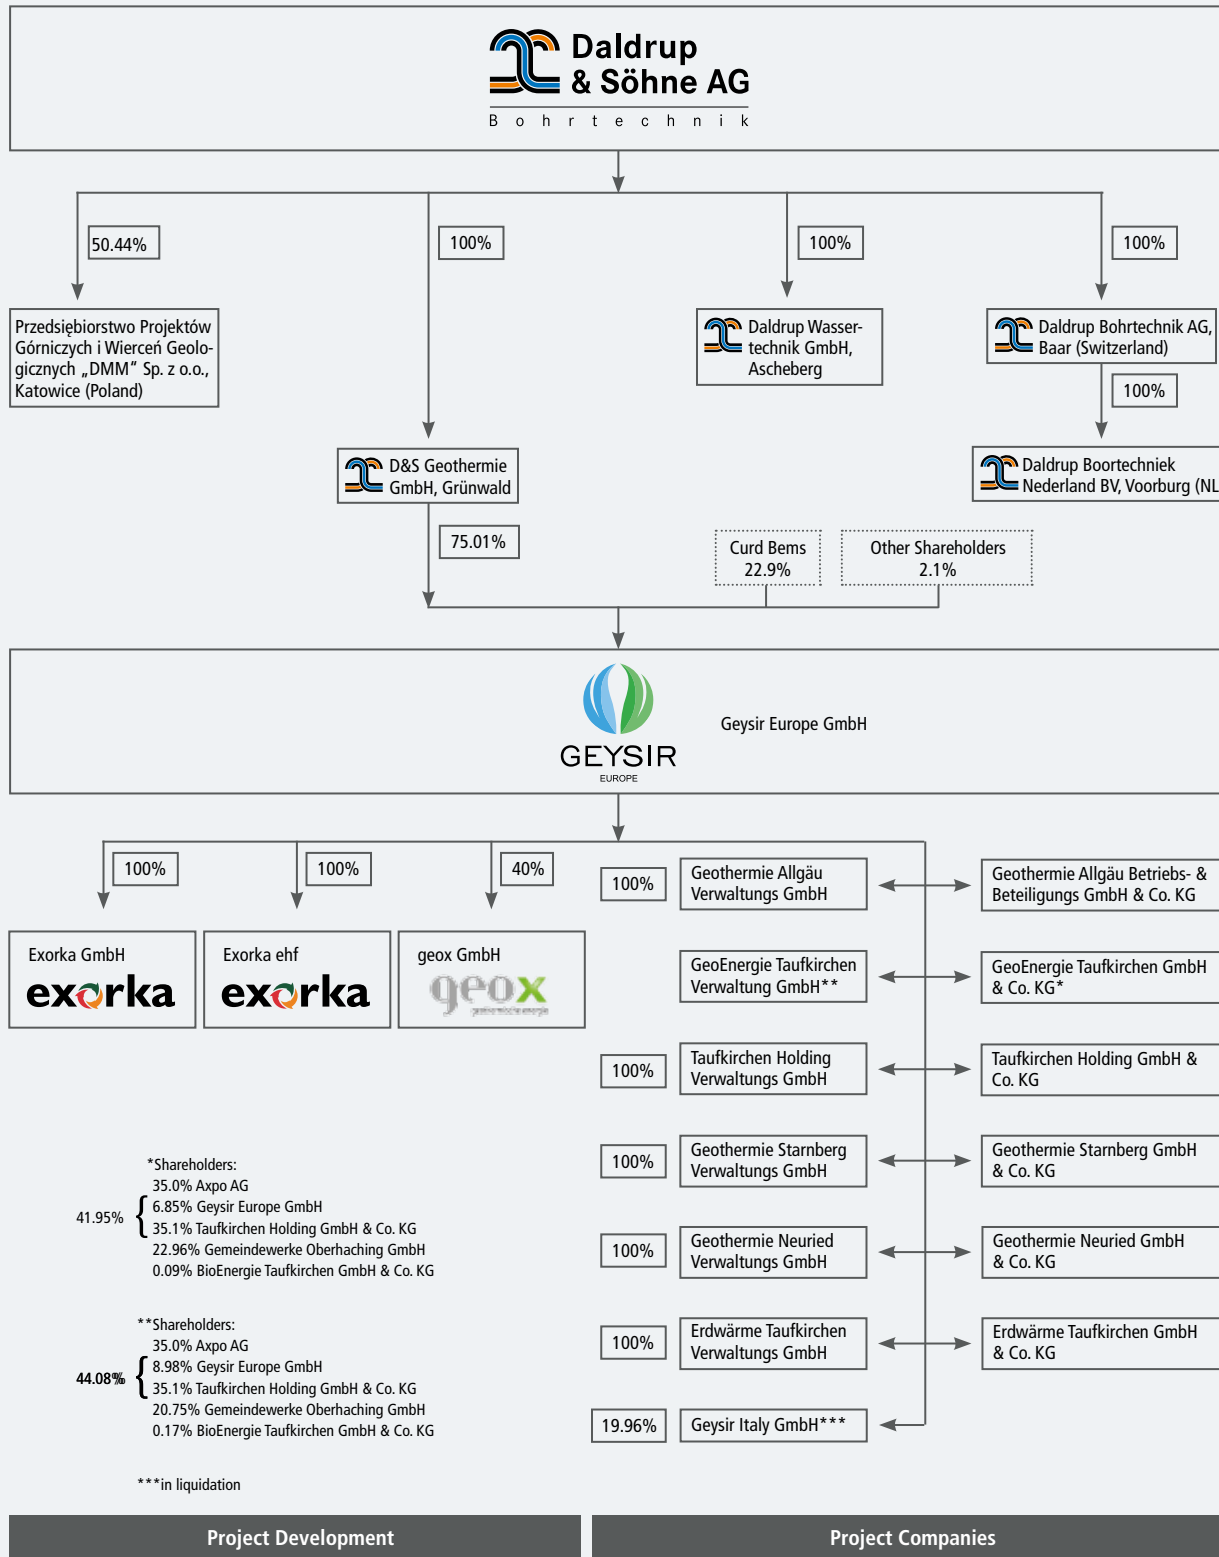 Daldrup
& Söhne AG
Bohrtechnik
50.44%
100%
100%
100%
Przedsiębiorstwo Projektów
Górniczych i Wierceń Geolo-
gicznych „DMM” Sp. z o.o.,
Katowice (Poland)
Daldrup Wasser-
technik GmbH,
Ascheberg
Daldrup Bohrtechnik AG,
Baar (Switzerland)
100%
D&S Geothermie
GmbH, Grünwald
Daldrup Boortechniek
Nederland BV, Voorburg (NL
75.01%
Curd Bems
22.9%
Other Shareholders
2.1%
GEYSIR
EUROPE
Geysir Europe GmbH
100%
100%
40%
Exorka GmbH
exorka
Exorka ehf
exorka
geox GmbH
geox
100%
Geothermie Allgäu
Verwaltungs GmbH
Geothermie Allgäu Betriebs- &
Beteiligungs GmbH & Co. KG
GeoEnergie Taufkirchen
Verwaltung GmbH**
GeoEnergie Taufkirchen GmbH
& Co. KG*
100%
Taufkirchen Holding
Verwaltungs GmbH
Taufkirchen Holding GmbH &
Co. KG
100%
Geothermie Starnberg
Verwaltungs GmbH
Geothermie Starnberg GmbH
& Co. KG
100%
Geothermie Neuried
Verwaltungs GmbH
Geothermie Neuried GmbH
& Co. KG
100%
Erdwärme Taufkirchen
Verwaltungs GmbH
Erdwärme Taufkirchen GmbH
& Co. KG
19.96%
Geysir Italy GmbH***
*Shareholders:
35.0% Axpo AG
41.95%
{
6.85% Geysir Europe GmbH
35.1% Taufkirchen Holding GmbH & Co. KG
22.96% Gemeindewerke Oberhaching GmbH
0.09% BioEnergie Taufkirchen GmbH & Co. KG
**Shareholders:
35.0% Axpo AG
44.08%
{
8.98% Geysir Europe GmbH
35.1% Taufkirchen Holding GmbH & Co. KG
20.75% Gemeindewerke Oberhaching GmbH
0.17% BioEnergie Taufkirchen GmbH & Co. KG
***in liquidation
Project Development
Project Companies